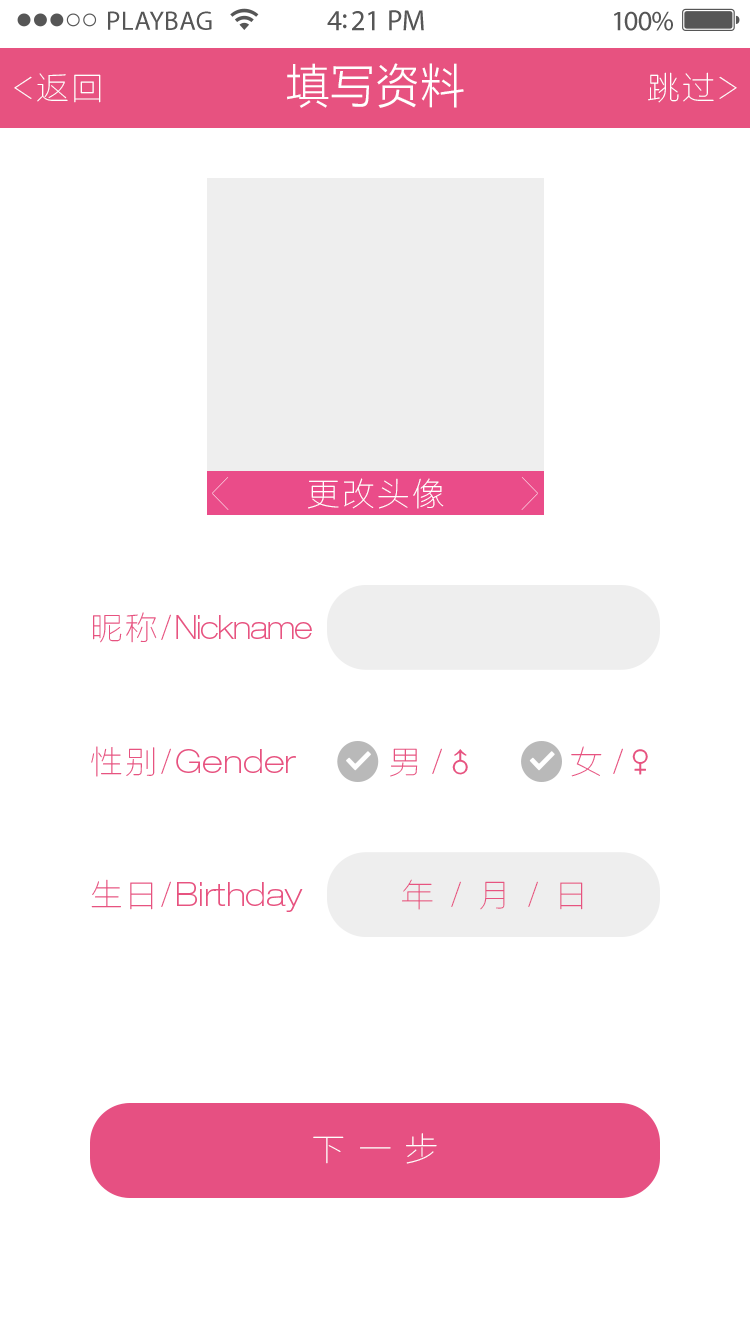 PLAYBAG 4:21 PM 100%
<返回 填写资料 跳过>
更改头像
昵称/Nickname
性别/Gender 男/♂ 女/♀
生日/Birthday 年 / 月 / 日
下一步